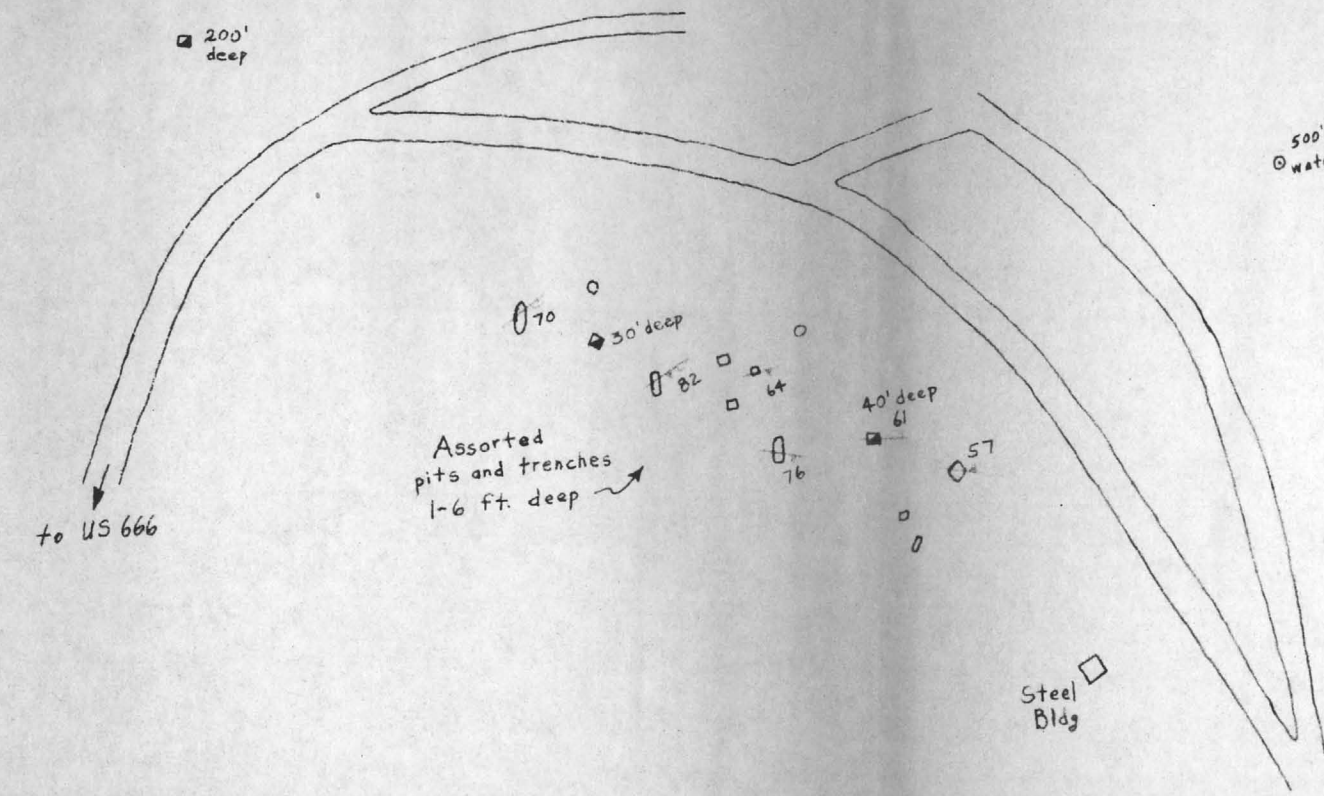 200'
deep
500'
70
30' deep
82
64
40' deep
61
57
76
Assorted
pits and trenches
1-6 ft. deep
to US 666
Steel
Bldg